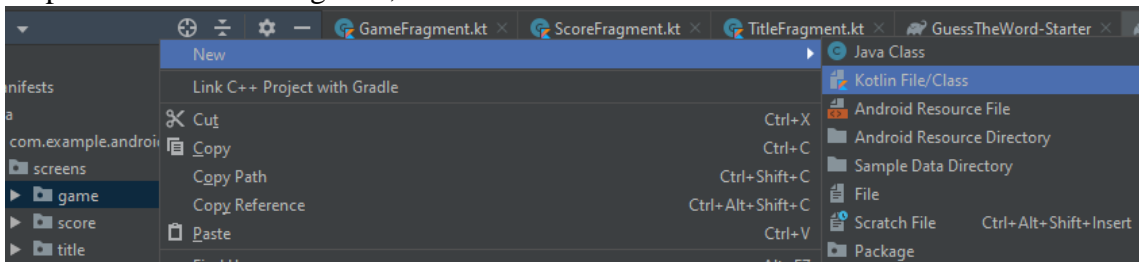 GameFragment.kt ScoreFragment.kt TitleFragment.kt GuessTheWord-Starter
New
Java Class
Kotlin File/Class
Link C++ Project with Gradle
Android Resource File
Cut Ctrl+X
Android Resource Directory
com.example.androi
Copy Ctrl+C
Sample Data Directory
screens
Copy Path Ctrl+Shift+C
File
game
Copy Reference Ctrl+Alt+Shift+C
Scratch File Ctrl+Alt+Shift+Insert
score
Paste Ctrl+V
Package
title